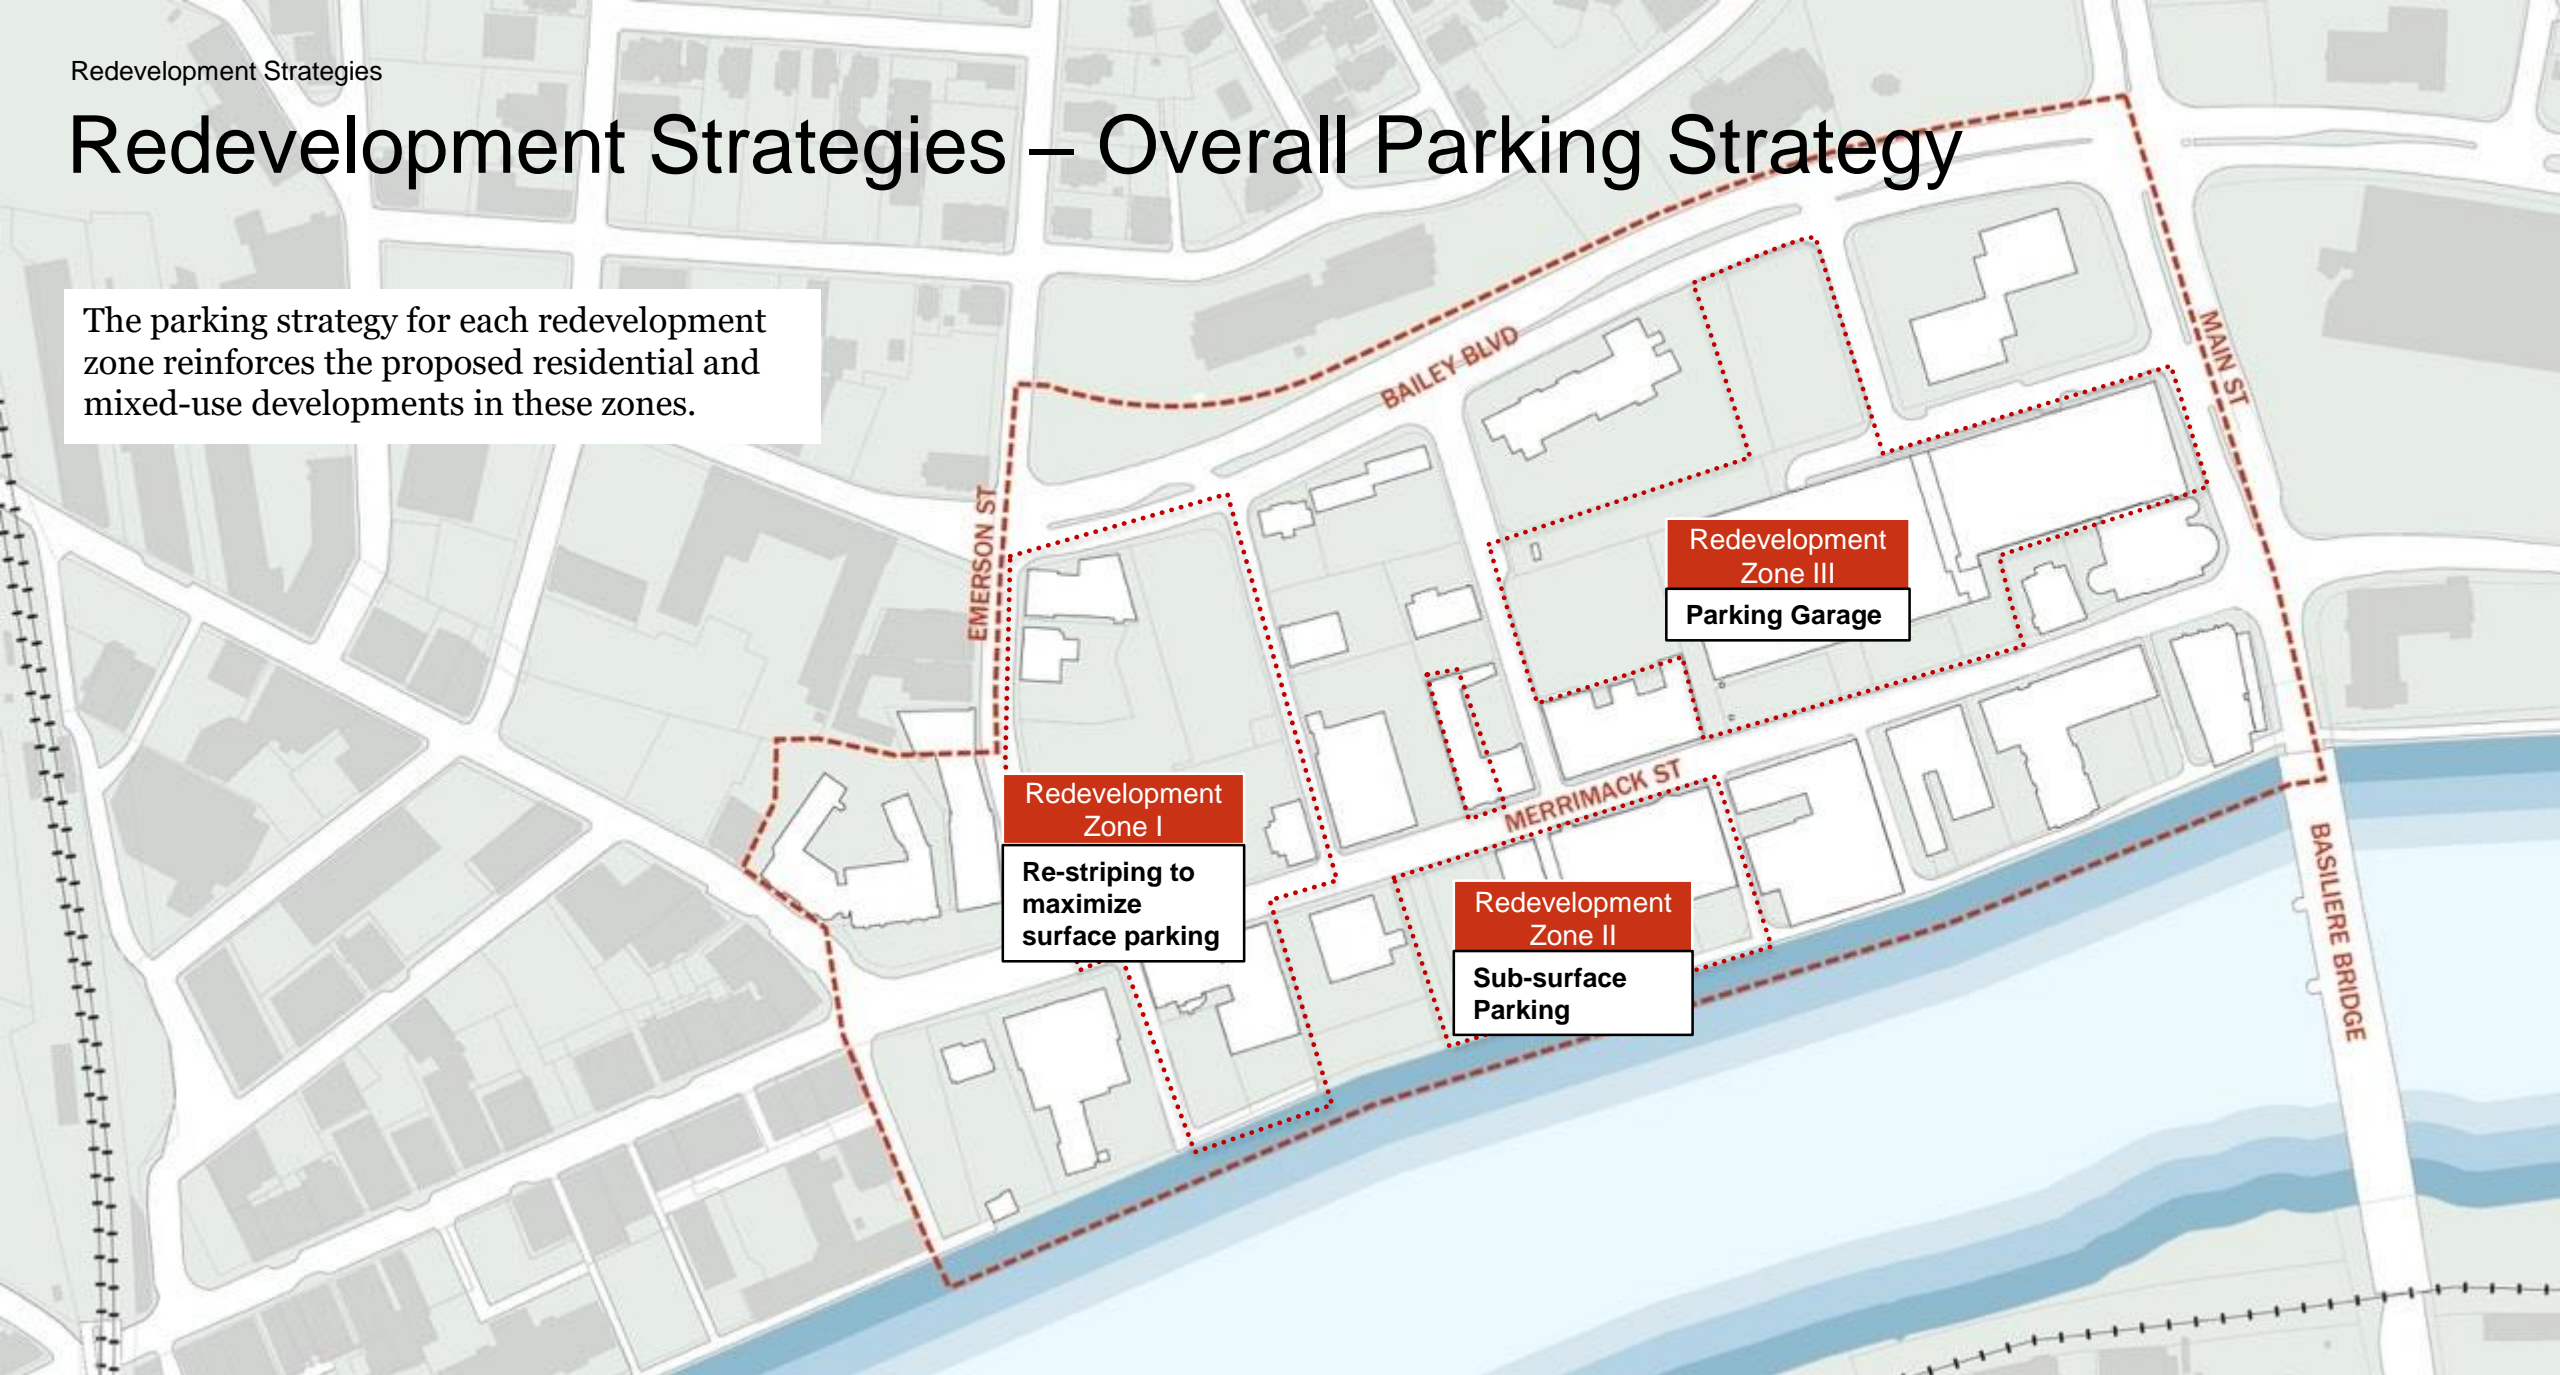 Redevelopment Strategies
Redevelopment Strategies – Overall Parking Strategy
The parking strategy for each redevelopment
zone reinforces the proposed residential and
mixed-use developments in these zones.
BAILEY BLVD
MAIN ST
EMERSON ST
Redevelopment
Zone III
Parking Garage
Redevelopment
Zone I
Re-striping to
maximize
surface parking
MERRIMACK ST
Redevelopment
Zone II
Sub-surface
Parking
BASILIERE BRIDGE